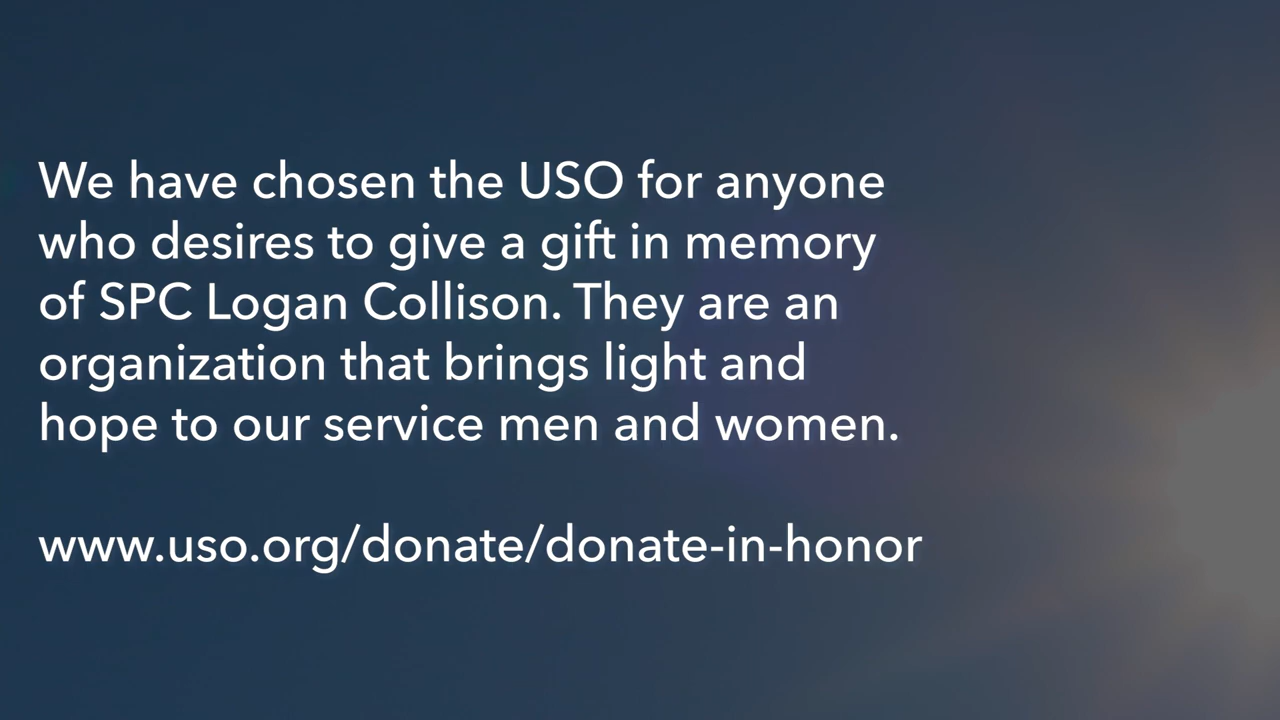 We have chosen the USO for anyone
who desires to give a gift in memory
of SPC Logan Collison. They are an
organization that brings light and
hope to our service men and women.
www.uso.org/donate/donate-in-honor